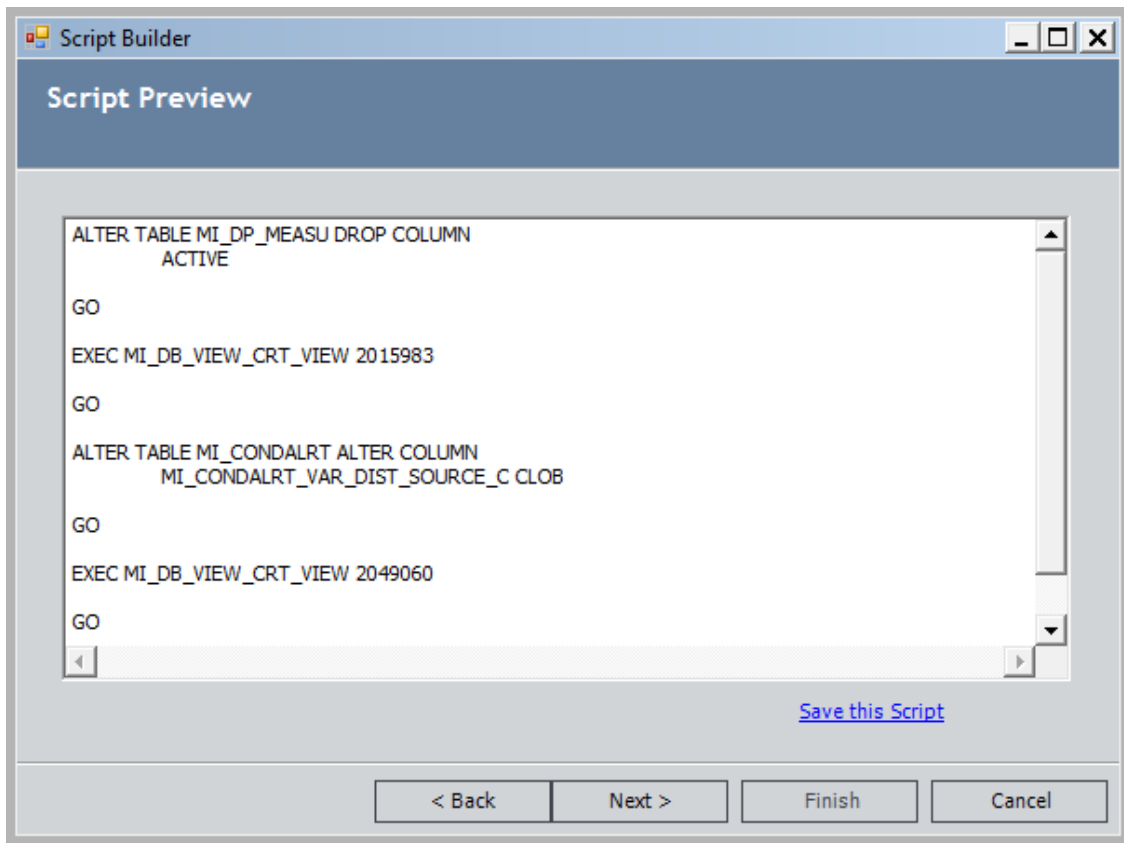 Script Builder
Script Preview
ALTER TABLE MI_DP_MEASU DROP COLUMN
ACTIVE
GO
EXEC MI_DB_VIEW_CRT_VIEW 2015983
GO
ALTER TABLE MI_CONDALRT ALTER COLUMN
MI_CONDALRT_VAR_DIST_SOURCE_C CLOB
GO
EXEC MI_DB_VIEW_CRT_VIEW 2049060
GO
Save this Script
< Back
Next >
Finish
Cancel